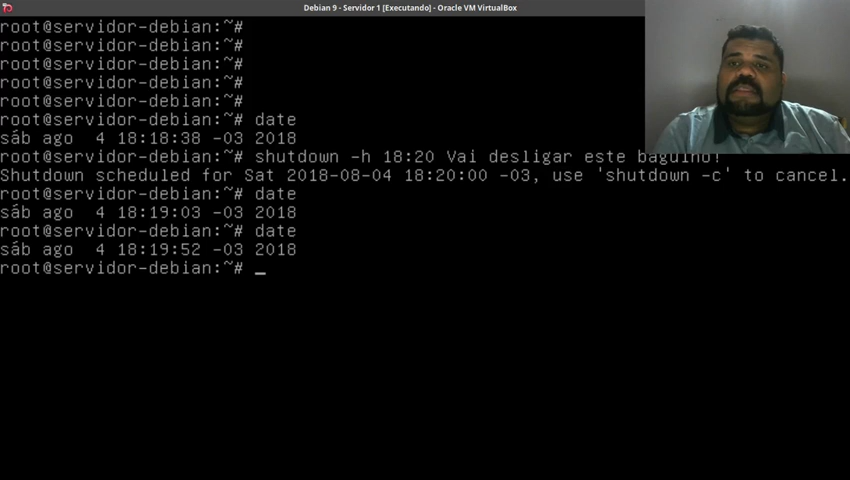 Debian 9 - Servidor 1 [Executando] - Oracle VM VirtualBox
root@servidor-debian:~#
root@servidor-debian:~#
root@servidor-debian:~#
root@servidor-debian:~#
root@servidor-debian:~#
root@servidor-debian:~# date
sáb ago  4 18:18:38 -03 2018
root@servidor-debian:~# shutdown -h 18:20 Vai desligar este bagulho!
Shutdown scheduled for Sat 2018-08-04 18:20:00 -03, use 'shutdown -c' to cancel.
root@servidor-debian:~# date
sáb ago  4 18:19:03 -03 2018
root@servidor-debian:~# date
sáb ago  4 18:19:52 -03 2018
root@servidor-debian:~# _